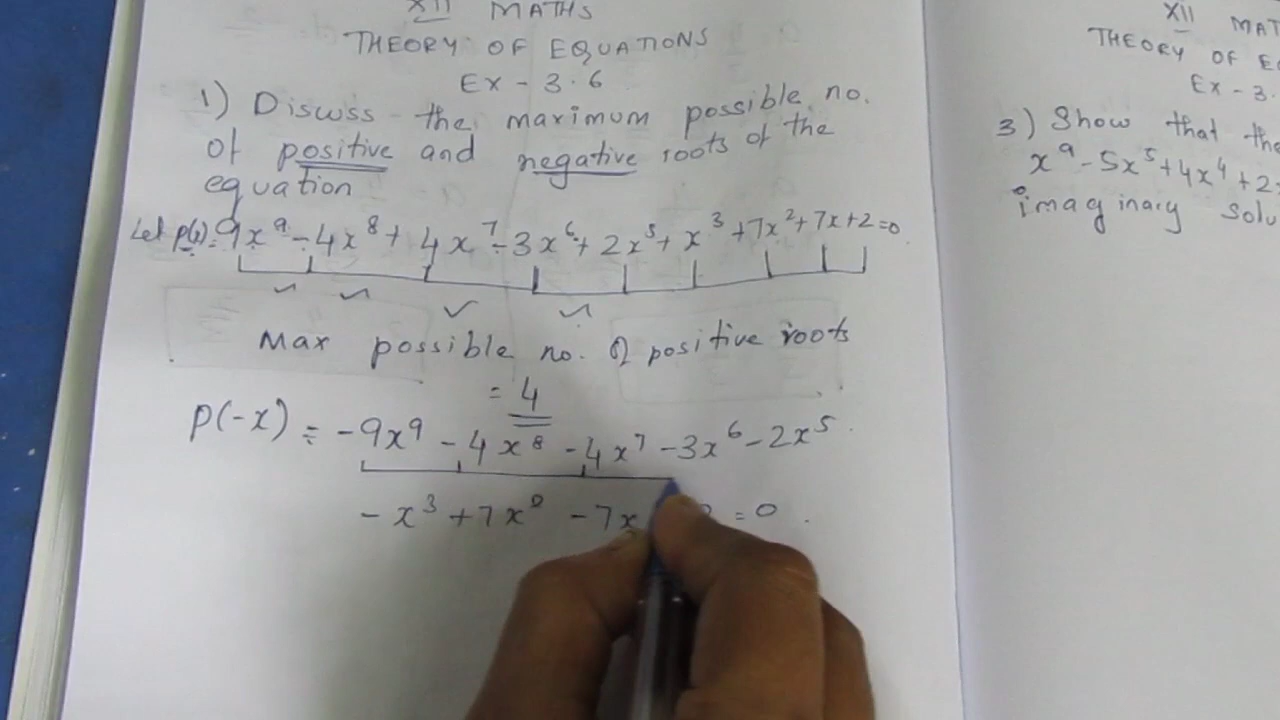 XII MATHS
THEORY OF EQUATIONS
EX - 3.6
1) Discuss the maximum possible no.
of positive and negative roots of the
equation
Let p(x) = 9x⁹ - 4x⁸ + 4x⁷ - 3x⁶ + 2x⁵ + x³ + 7x² + 7x + 2 = 0
Max possible no. of positive roots
= 4
P(-x) = -9x⁹ - 4x⁸ - 4x⁷ - 3x⁶ - 2x⁵
- x³ + 7x² - 7x = 0
XII MAT
THEORY OF E
EX - 3.
3) Show that the
x⁹ - 5x⁵ + 4x⁴ + 2
imaginary solu